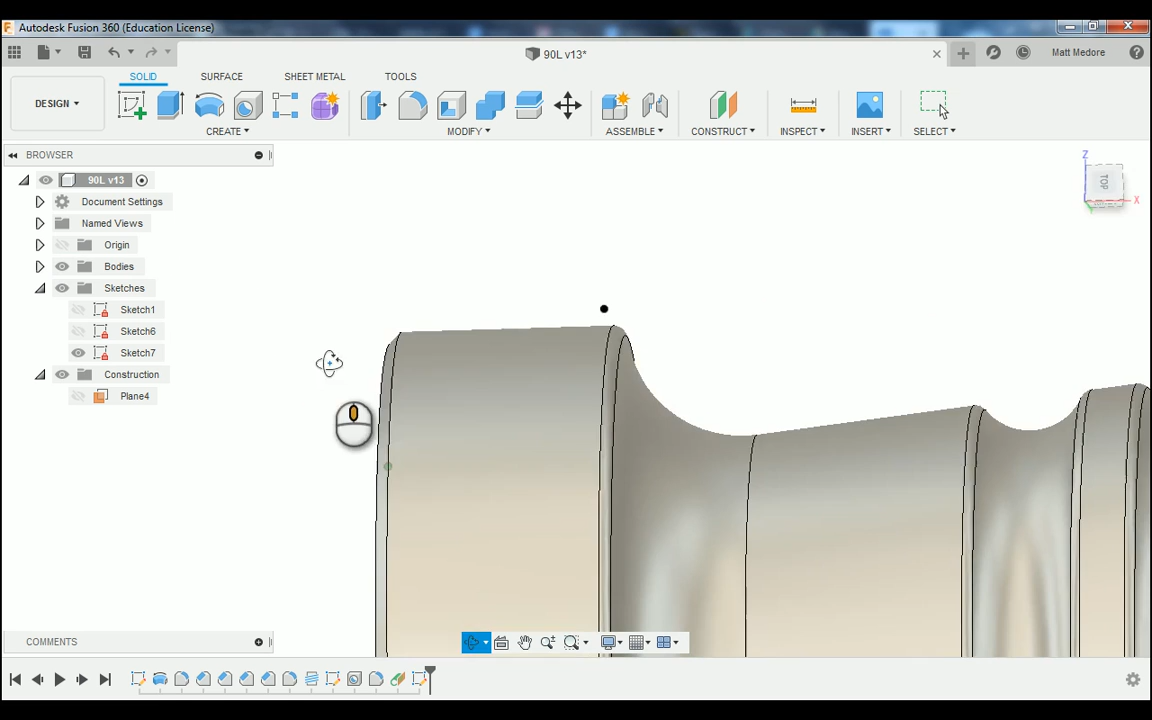 Autodesk Fusion 360 (Education License)
90L v13*
Matt Medore
DESIGN
SOLID
SURFACE
SHEET METAL
TOOLS
CREATE
MODIFY
ASSEMBLE
CONSTRUCT
INSPECT
INSERT
SELECT
BROWSER
90L v13
Document Settings
Named Views
Origin
Bodies
Sketches
Sketch1
Sketch6
Sketch7
Construction
Plane4
Z
TOP
X
COMMENTS